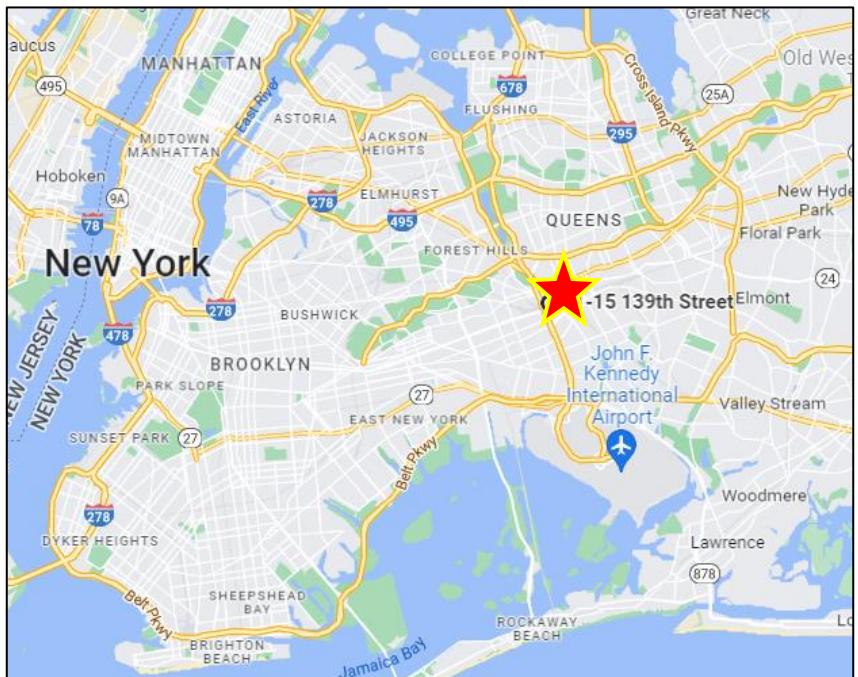 Great Neck
aucus
MANHATTAN
COLLEGE POINT
Old Wes
495
678
Cross Island Pkwy
25A
East River
FLUSHING
ASTORIA
295
MIDTOWN
MANHATTAN
JACKSON
HEIGHTS
Hoboken
9A
278
ELMHURST
495
New Hyde
Park
QUEENS
78
Floral Park
FOREST HILLS
New York
24
-15 139th Street
Elmont
278
BUSHWICK
478
NEW JERSEY
NEW YORK
BROOKLYN
John F.
Kennedy
International
Airport
PARK SLOPE
27
Valley Stream
EAST NEW YORK
SUNSET PARK
27
Belt Pkwy
Woodmere
278
DYKER HEIGHTS
Lawrence
878
SHEEPSHEAD
BAY
Belt Pkwy
ROCKAWAY
BEACH
Lo
BRIGHTON
BEACH
Jamaica Bay